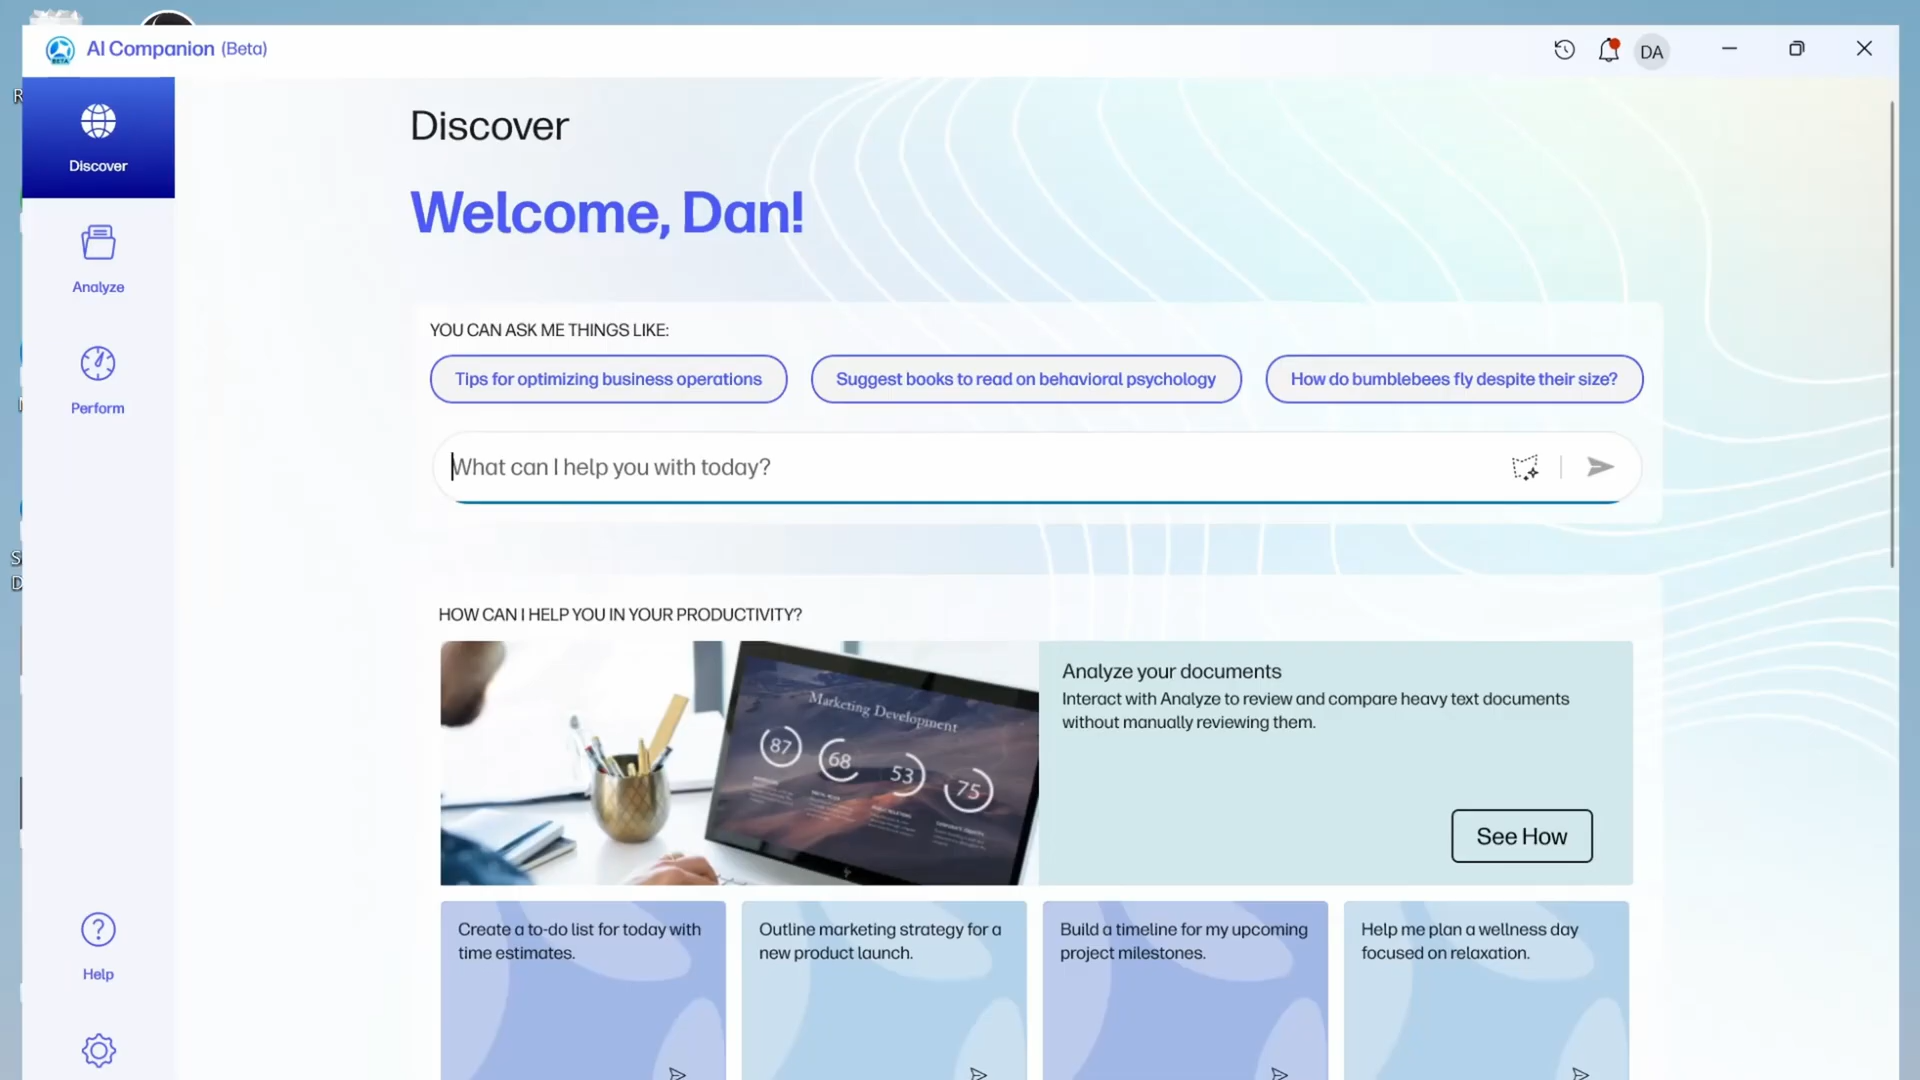 AI Companion (Beta)
BETA
DA
Discover
Analyze
Perform
Help
Discover
Welcome, Dan!
YOU CAN ASK ME THINGS LIKE:
Tips for optimizing business operations
Suggest books to read on behavioral psychology
How do bumblebees fly despite their size?
What can I help you with today?
HOW CAN I HELP YOU IN YOUR PRODUCTIVITY?
Marketing Development
87
68
53
75
Analyze your documents
Interact with Analyze to review and compare heavy text documents
without manually reviewing them.
See How
Create a to-do list for today with
time estimates.
Outline marketing strategy for a
new product launch.
Build a timeline for my upcoming
project milestones.
Help me plan a wellness day
focused on relaxation.